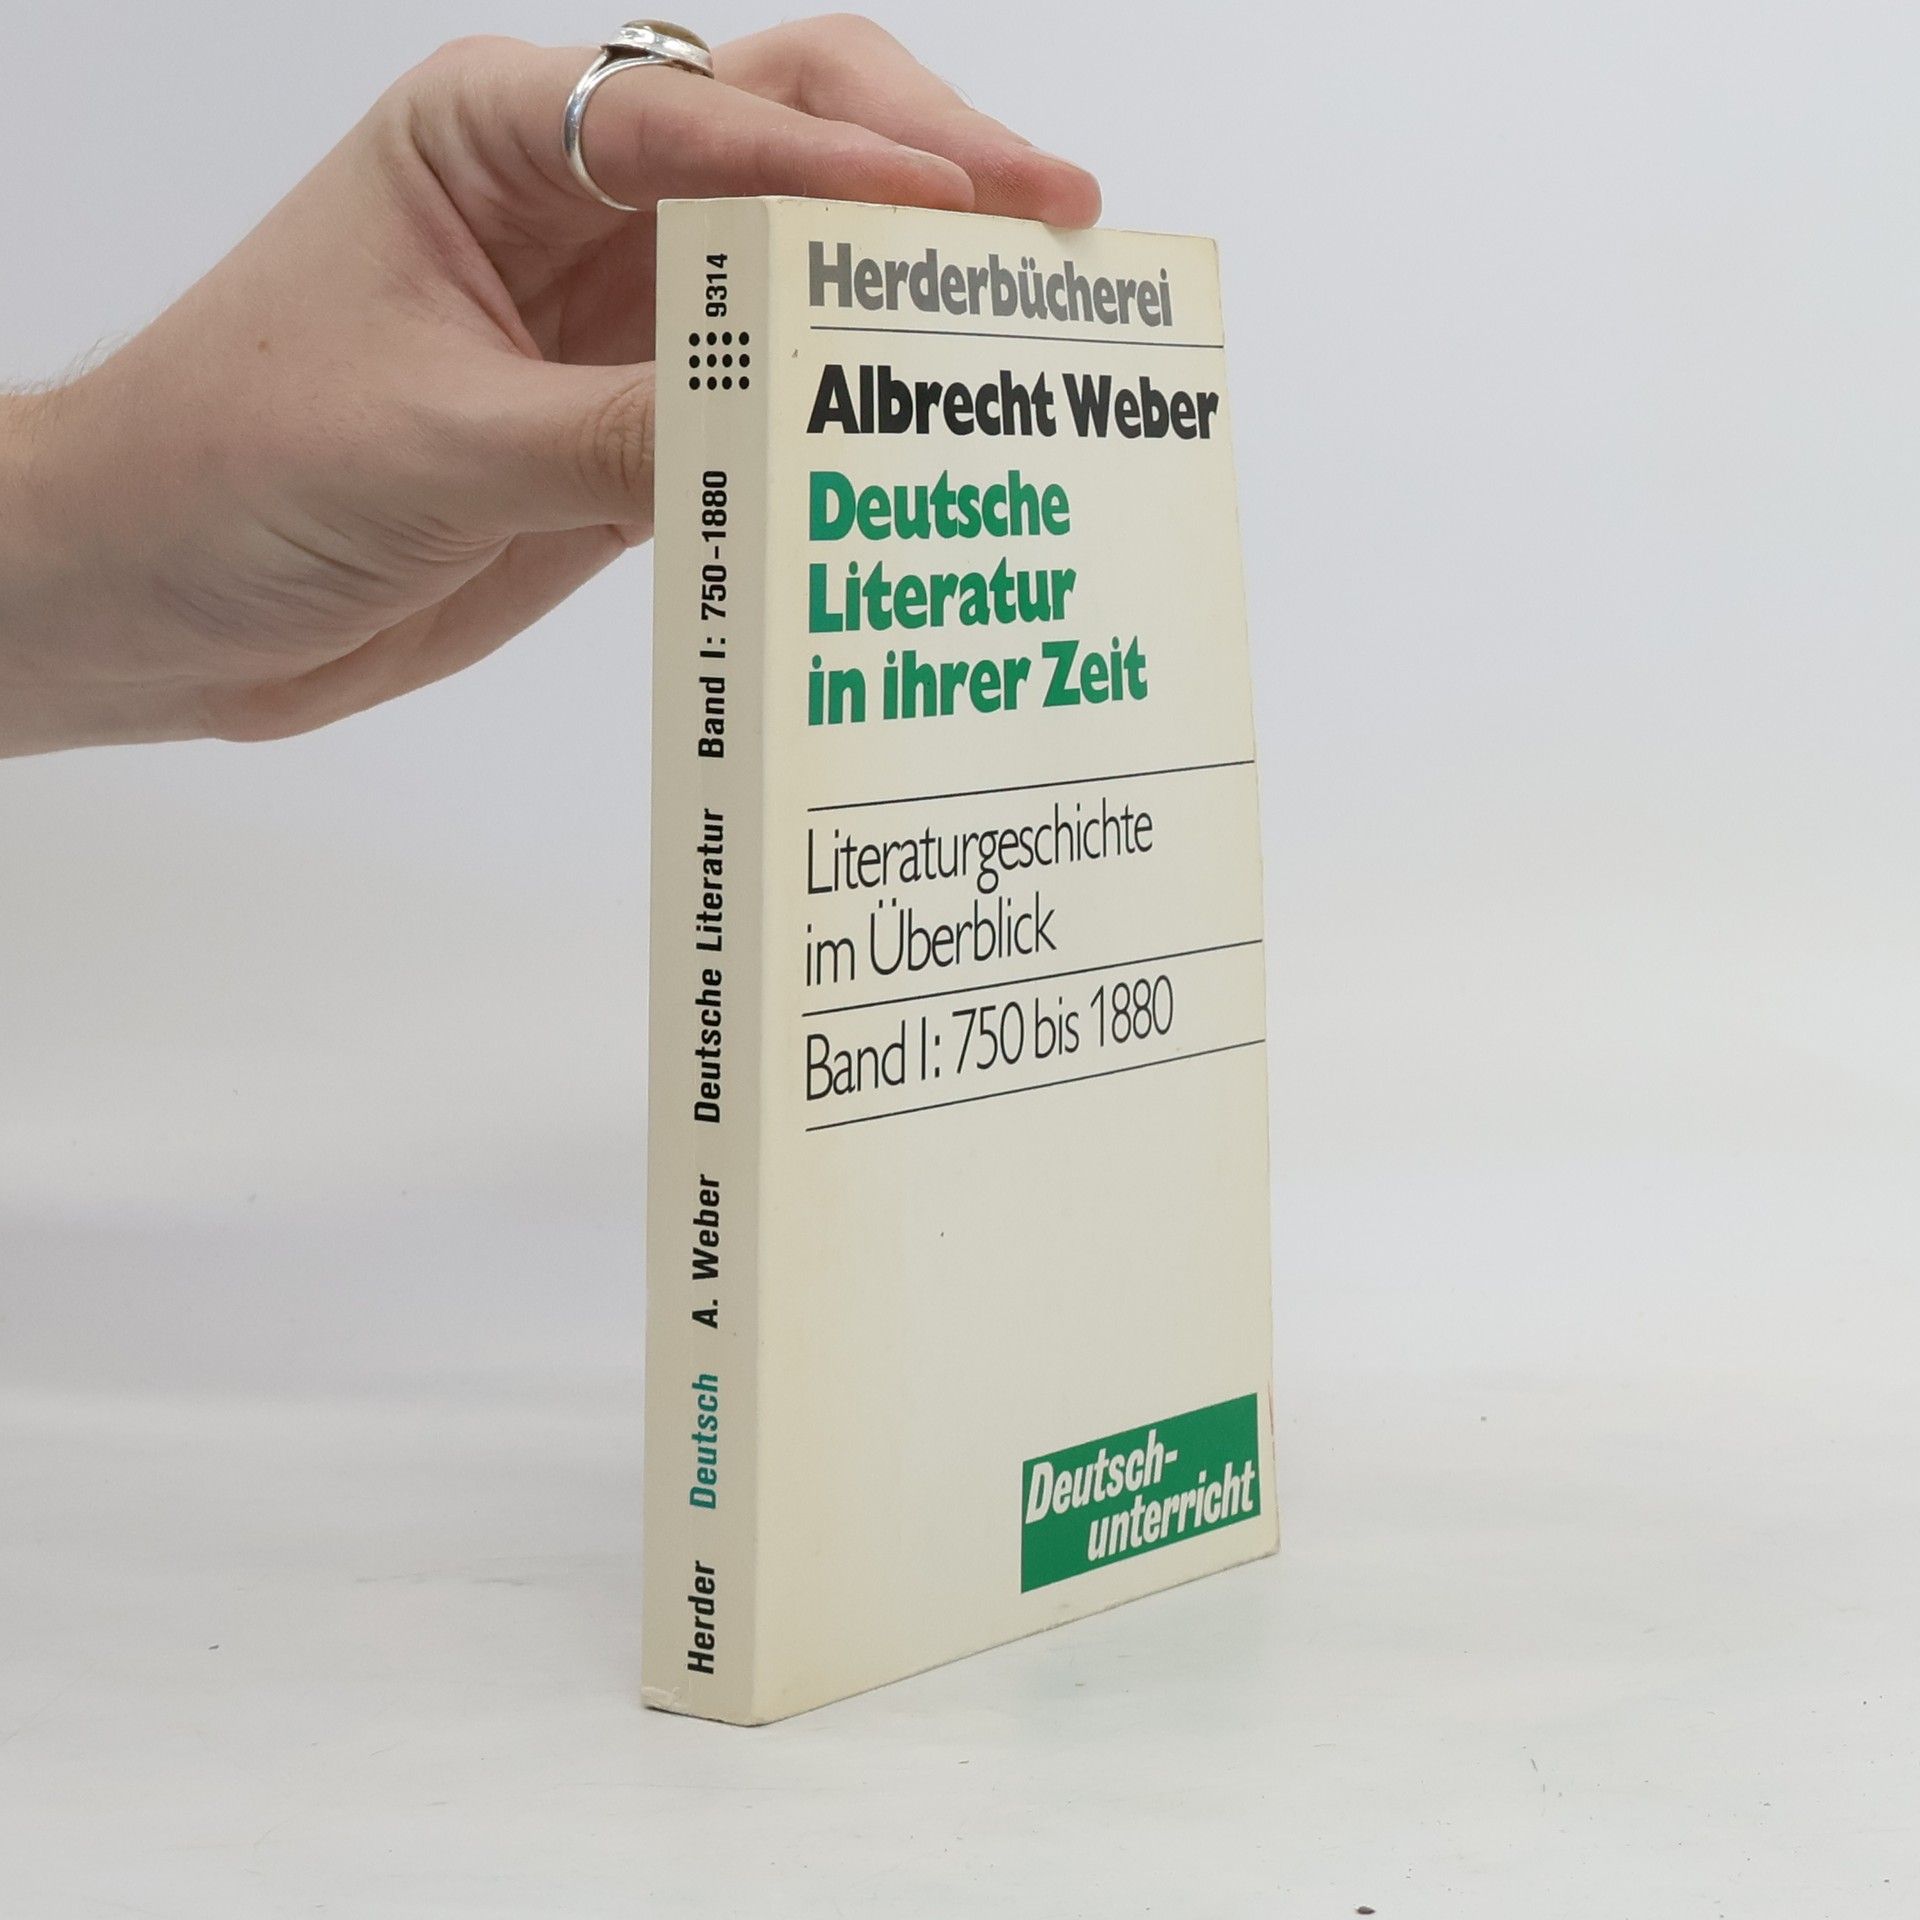 Herderbücherei
Albrecht Weber
Deutsche
Literatur
in ihrer Zeit
Literaturgeschichte
im Überblick
Band I: 750 bis 1880
Deutsch-
unterricht
Herder Deutsch A. Weber Deutsche Literatur Band I: 750-1880 9314